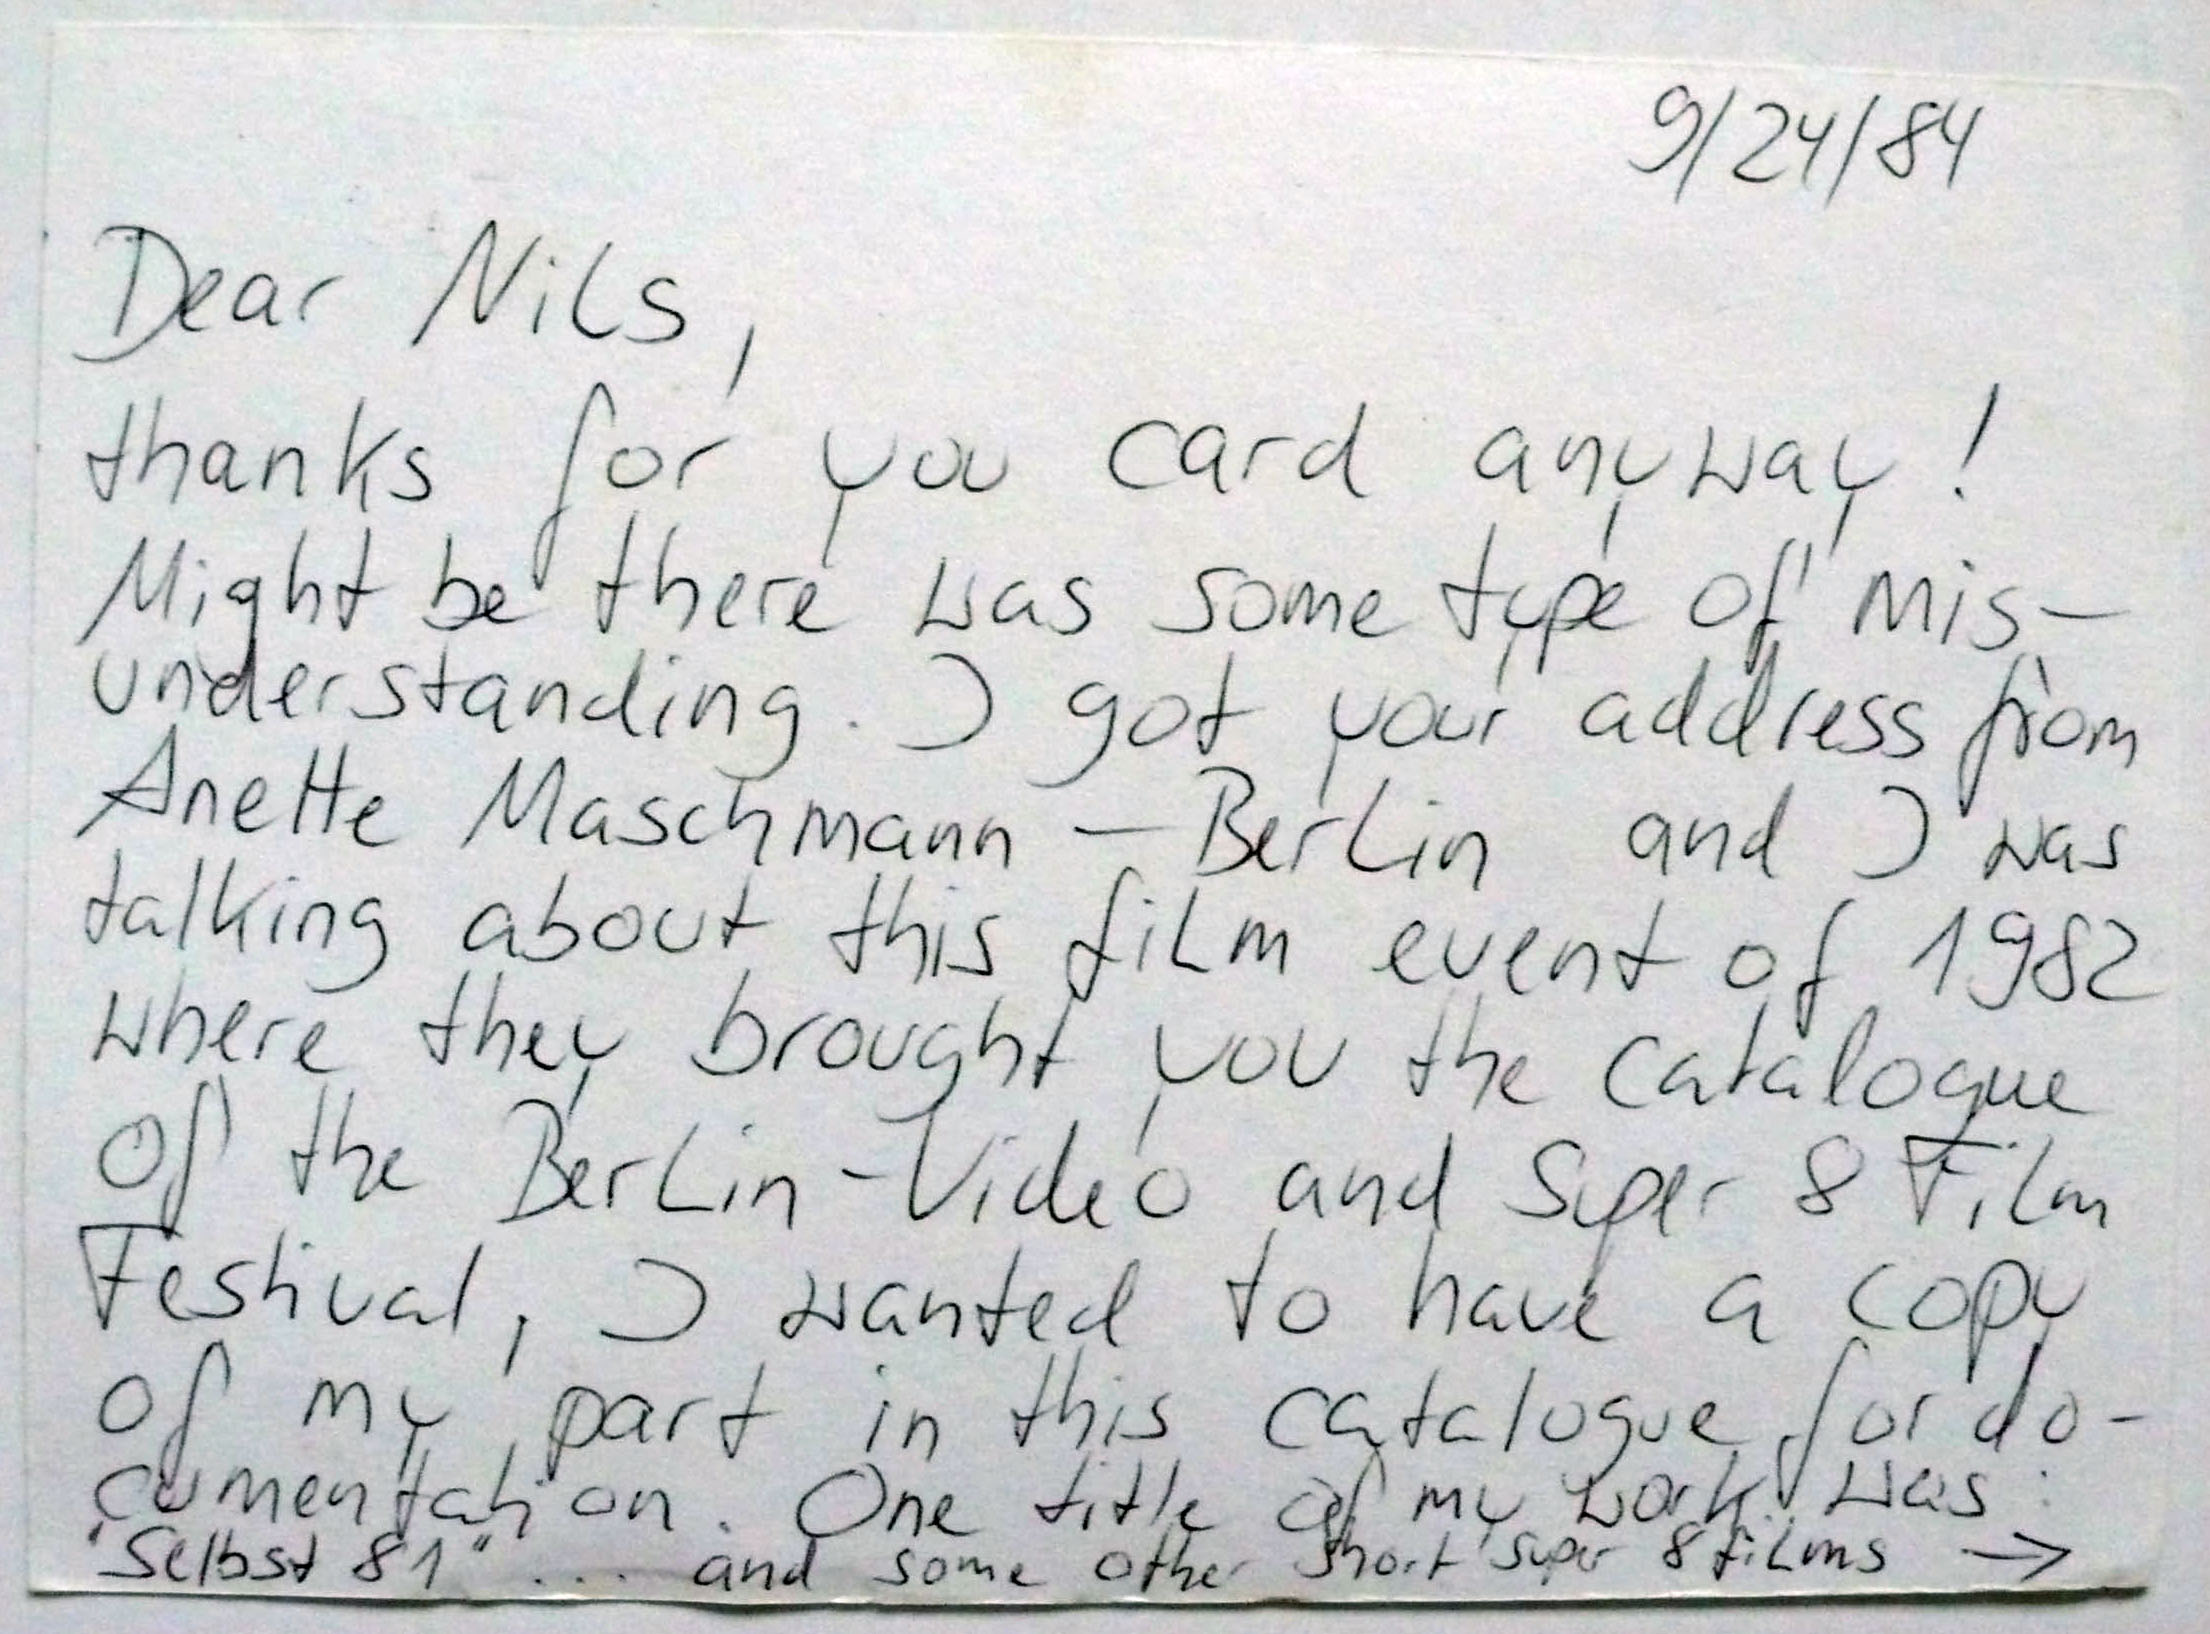 9/24/84
Dear Nils,
thanks for you card anyway!
Might be there was some type of mis-
understanding. I got your address from
Anette Maschmann - Berlin and I was
talking about this film event of 1982
where they brought you the catalogue
of the Berlin-Video and Super 8 Film
Festival, I wanted to have a copy
of my part in this catalogue for do-
cumentation. One title of my work was:
"Selbst 81" ... and some other short super 8 films →